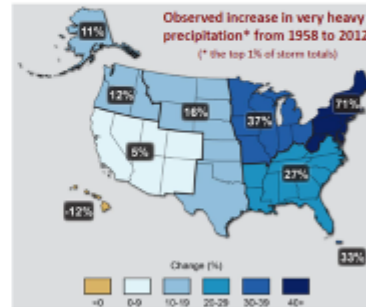 Observed increase in very heavy
precipitation* from 1958 to 2012
(* the top 1% of storm totals)
11%
12%
16%
37%
71%
5%
27%
-12%
33%
Change (%)
<0 0-9 10-19 20-29 30-39 40+